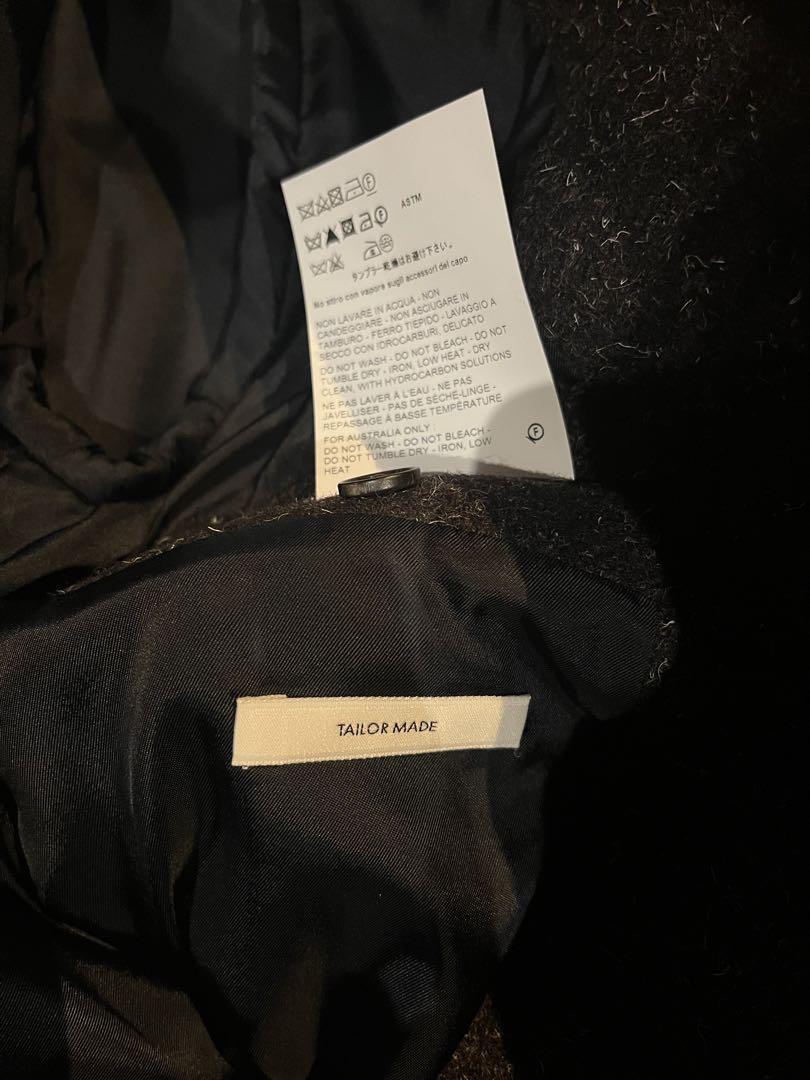 F
ASTM
F
タンブラー乾燥はお避け下さい。
No stiro con vapore sugli accessori del capo
NON LAVARE IN ACQUA - NON
CANDEGGIARE - NON ASCIUGARE IN
TAMBURO - FERRO TIEPIDO - LAVAGGIO A
SECCO CON IDROCARBURI, DELICATO
DO NOT WASH - DO NOT BLEACH - DO NOT
TUMBLE DRY - IRON, LOW HEAT - DRY
CLEAN, WITH HYDROCARBON SOLUTIONS
NE PAS LAVER À L'EAU - NE PAS
JAVELLISER - PAS DE SÈCHE-LINGE -
REPASSAGE À BASSE TEMPÉRATURE
FOR AUSTRALIA ONLY :
DO NOT WASH - DO NOT BLEACH -
DO NOT TUMBLE DRY - IRON, LOW
HEAT
F
TAILOR MADE